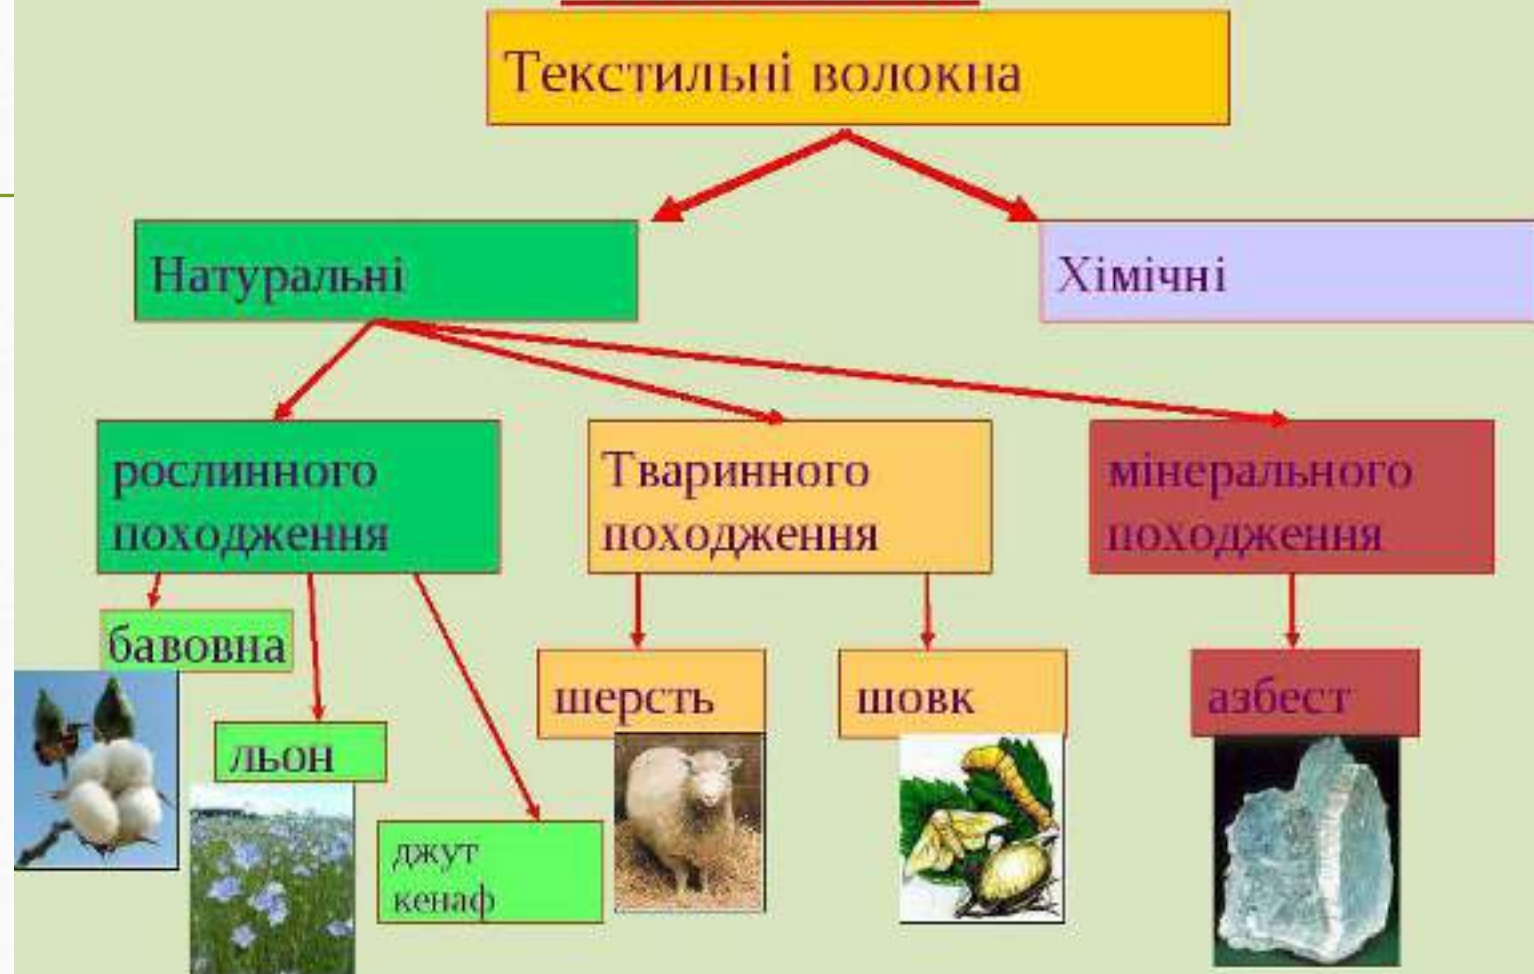 Текстильні волокна
Натуральні
Хімічні
рослинного
походження
Тваринного
походження
мінерального
походження
бавовна
льон
джут
кенаф
шерсть
шовк
азбест